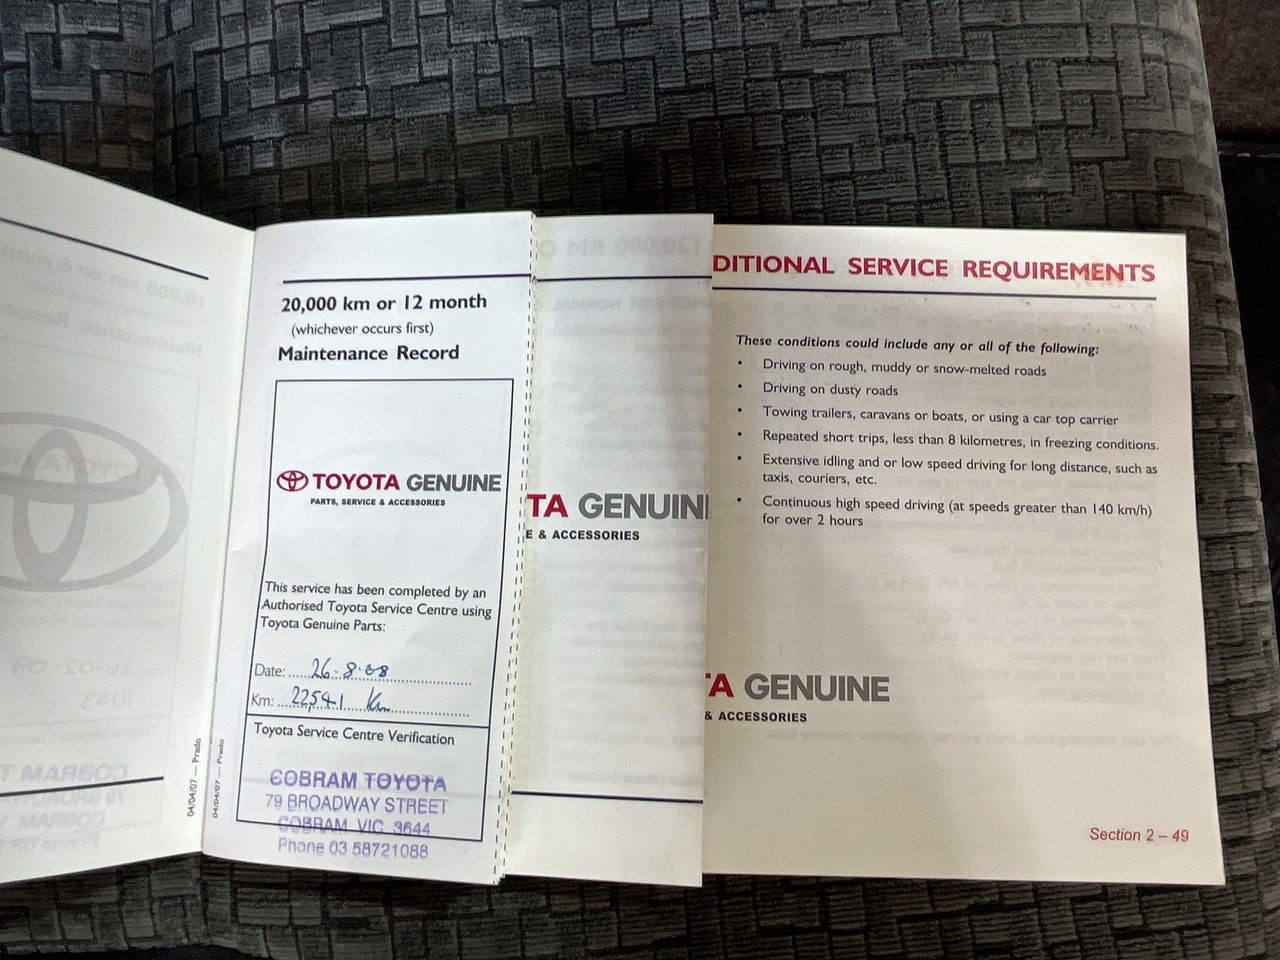 20,000 km or 12 month
(whichever occurs first)
Maintenance Record
TOYOTA GENUINE
PARTS, SERVICE & ACCESSORIES
This service has been completed by an
Authorised Toyota Service Centre using
Toyota Genuine Parts:
Date: 26-8-08
Km: 22541 Km
Toyota Service Centre Verification
COBRAM TOYOTA
79 BROADWAY STREET
COBRAM VIC 3644
Phone 03 58721088
04/04/07 — Prado
04/04/07 — Prado
TA GENUIN
E & ACCESSORIES
DITIONAL SERVICE REQUIREMENTS
These conditions could include any or all of the following:
• Driving on rough, muddy or snow-melted roads
• Driving on dusty roads
• Towing trailers, caravans or boats, or using a car top carrier
• Repeated short trips, less than 8 kilometres, in freezing conditions.
• Extensive idling and or low speed driving for long distance, such as
taxis, couriers, etc.
• Continuous high speed driving (at speeds greater than 140 km/h)
for over 2 hours
TA GENUINE
& ACCESSORIES
Section 2 – 49